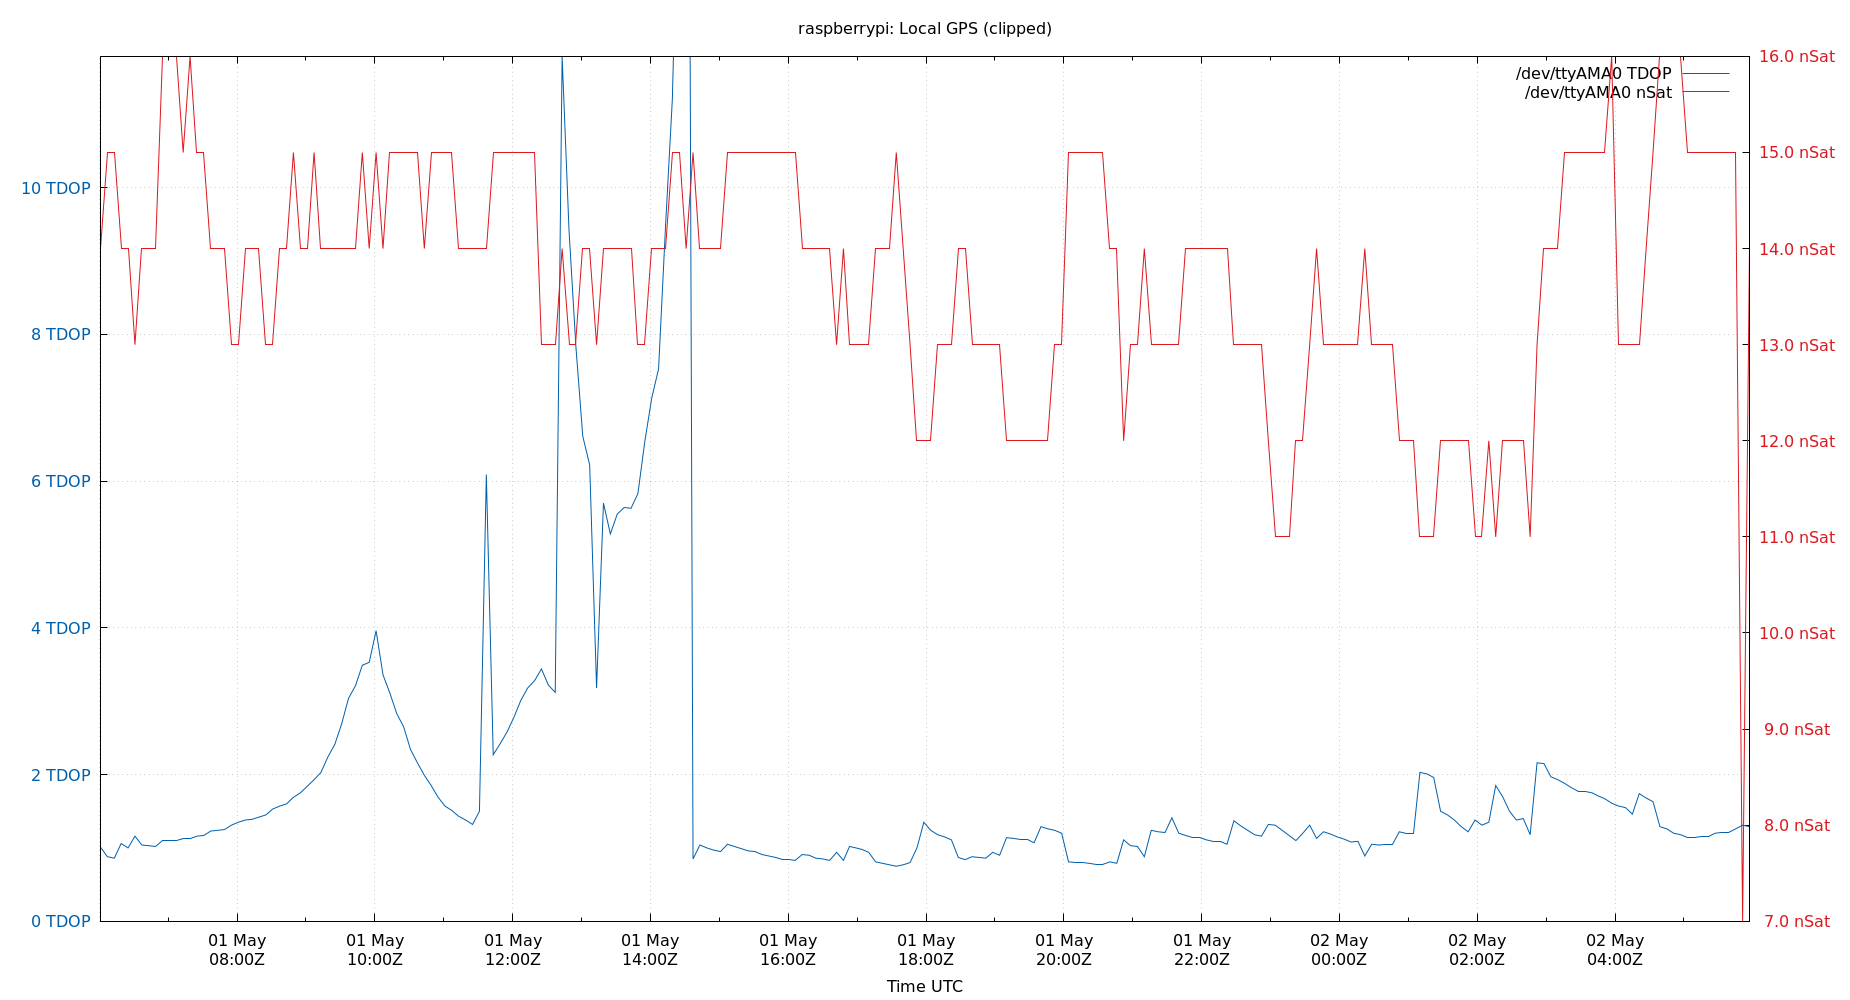 raspberrypi: Local GPS (clipped)
/dev/ttyAMA0 TDOP
/dev/ttyAMA0 nSat
10 TDOP
8 TDOP
6 TDOP
4 TDOP
2 TDOP
0 TDOP
16.0 nSat
15.0 nSat
14.0 nSat
13.0 nSat
12.0 nSat
11.0 nSat
10.0 nSat
9.0 nSat
8.0 nSat
7.0 nSat
01 May
08:00Z
01 May
10:00Z
01 May
12:00Z
01 May
14:00Z
01 May
16:00Z
01 May
18:00Z
01 May
20:00Z
01 May
22:00Z
02 May
00:00Z
02 May
02:00Z
02 May
04:00Z
Time UTC